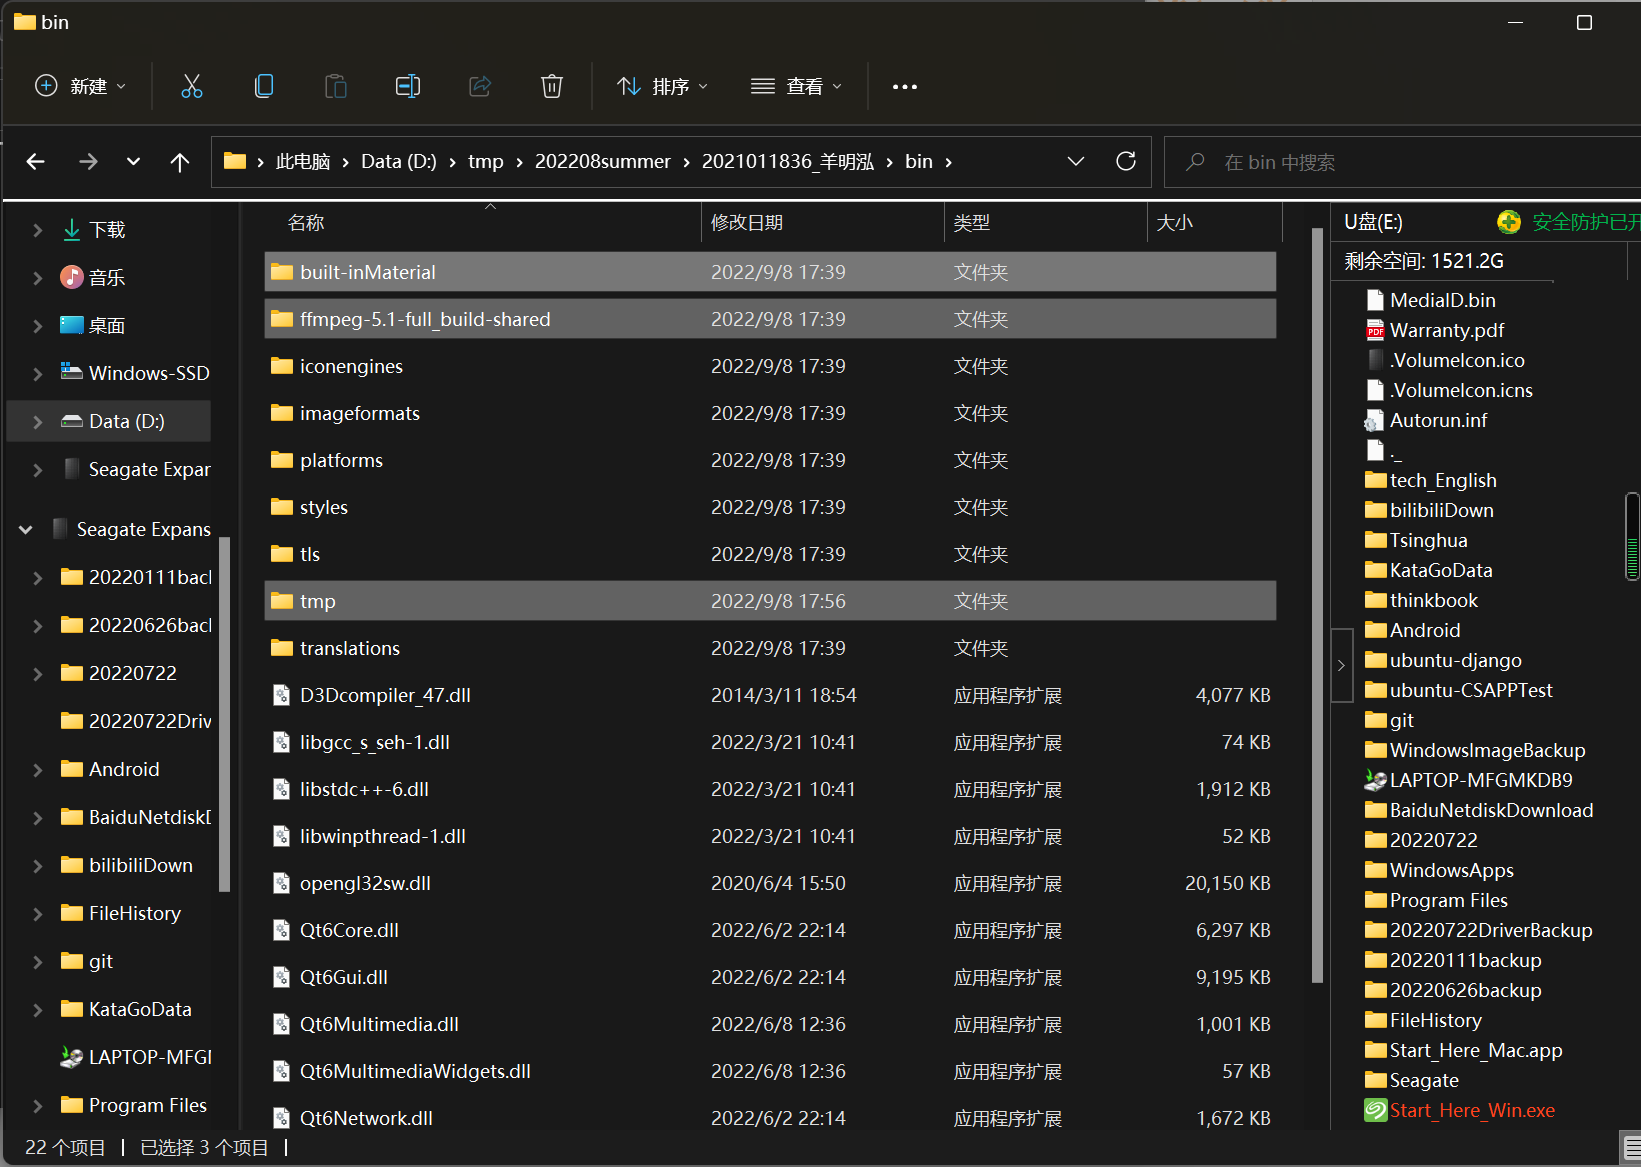 bin
新建
排序
查看
此电脑 › Data (D:) › tmp › 202208summer › 2021011836_羊明泓 › bin ›
在 bin 中搜索
下载
音乐
桌面
Windows-SSD
Data (D:)
Seagate Expar
Seagate Expans
20220111bacl
20220626bacl
20220722
20220722Driv
Android
BaiduNetdiskD
bilibiliDown
FileHistory
git
KataGoData
LAPTOP-MFGM
Program Files
名称 修改日期 类型 大小
built-inMaterial 2022/9/8 17:39 文件夹
ffmpeg-5.1-full_build-shared 2022/9/8 17:39 文件夹
iconengines 2022/9/8 17:39 文件夹
imageformats 2022/9/8 17:39 文件夹
platforms 2022/9/8 17:39 文件夹
styles 2022/9/8 17:39 文件夹
tls 2022/9/8 17:39 文件夹
tmp 2022/9/8 17:56 文件夹
translations 2022/9/8 17:39 文件夹
D3Dcompiler_47.dll 2014/3/11 18:54 应用程序扩展 4,077 KB
libgcc_s_seh-1.dll 2022/3/21 10:41 应用程序扩展 74 KB
libstdc++-6.dll 2022/3/21 10:41 应用程序扩展 1,912 KB
libwinpthread-1.dll 2022/3/21 10:41 应用程序扩展 52 KB
opengl32sw.dll 2020/6/4 15:50 应用程序扩展 20,150 KB
Qt6Core.dll 2022/6/2 22:14 应用程序扩展 6,297 KB
Qt6Gui.dll 2022/6/2 22:14 应用程序扩展 9,195 KB
Qt6Multimedia.dll 2022/6/8 12:36 应用程序扩展 1,001 KB
Qt6MultimediaWidgets.dll 2022/6/8 12:36 应用程序扩展 57 KB
Qt6Network.dll 2022/6/2 22:14 应用程序扩展 1,672 KB
U盘(E:) 安全防护已开
剩余空间: 1521.2G
MediaID.bin
Warranty.pdf
.VolumeIcon.ico
.VolumeIcon.icns
Autorun.inf
._
tech_English
bilibiliDown
Tsinghua
KataGoData
thinkbook
Android
ubuntu-django
ubuntu-CSAPPTest
git
WindowsImageBackup
LAPTOP-MFGMKDB9
BaiduNetdiskDownload
20220722
WindowsApps
Program Files
20220722DriverBackup
20220111backup
20220626backup
FileHistory
Start_Here_Mac.app
Seagate
Start_Here_Win.exe
22 个项目 | 已选择 3 个项目 |